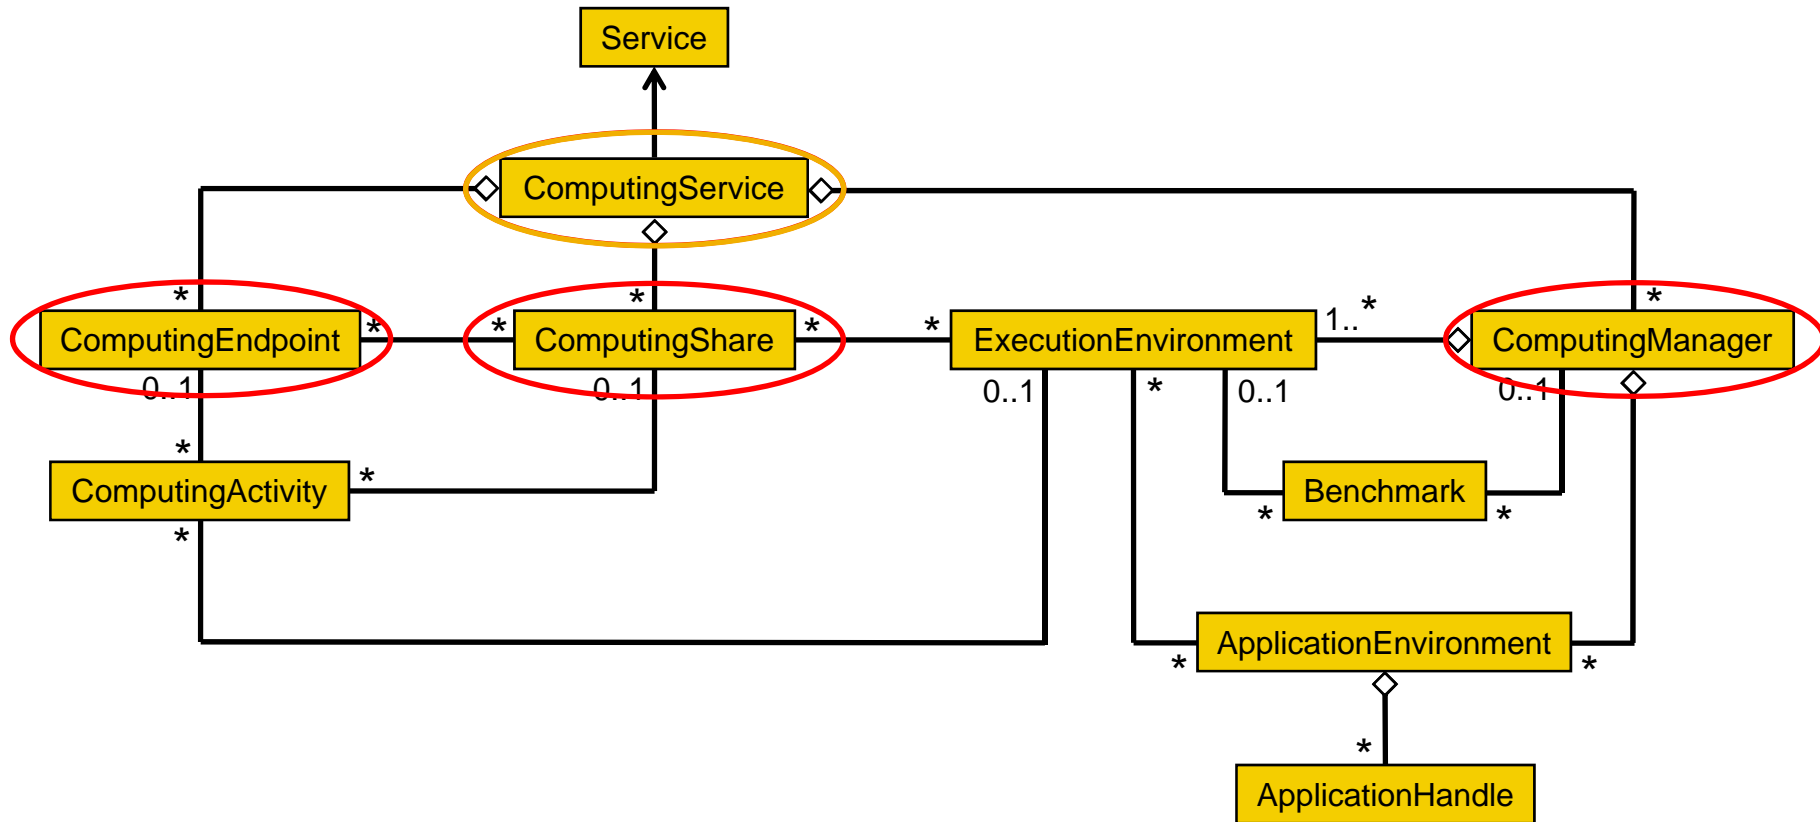 Service
ComputingService
* * *
ComputingEndpoint
* *
ComputingShare
* *
ExecutionEnvironment
1..*
ComputingManager
0..1 0..1 0..1 * 0..1 0..1
* *
ComputingActivity
*
Benchmark
* *
ApplicationEnvironment
* *
*
ApplicationHandle